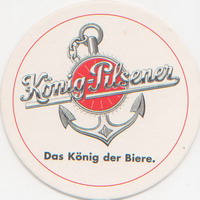 König-Pilsener
Das König der Biere.